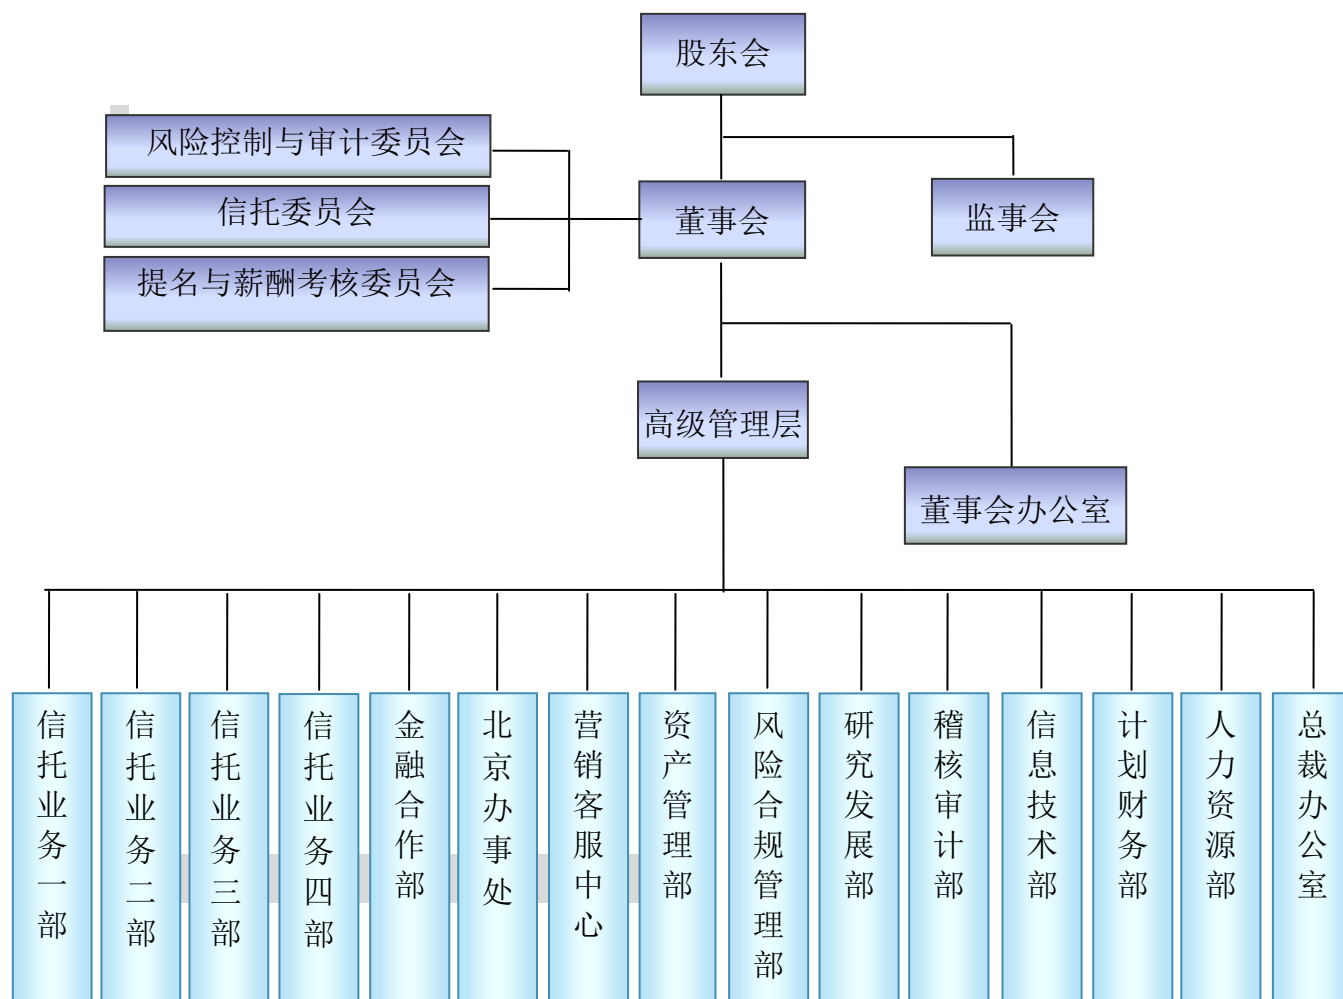 股东会
风险控制与审计委员会
信托委员会
提名与薪酬考核委员会
董事会
监事会
高级管理层
董事会办公室
信托业务一部
信托业务二部
信托业务三部
信托业务四部
金融合作部
北京办事处
营销客服中心
资产管理部
风险合规管理部
研究发展部
稽核审计部
信息技术部
计划财务部
人力资源部
总裁办公室